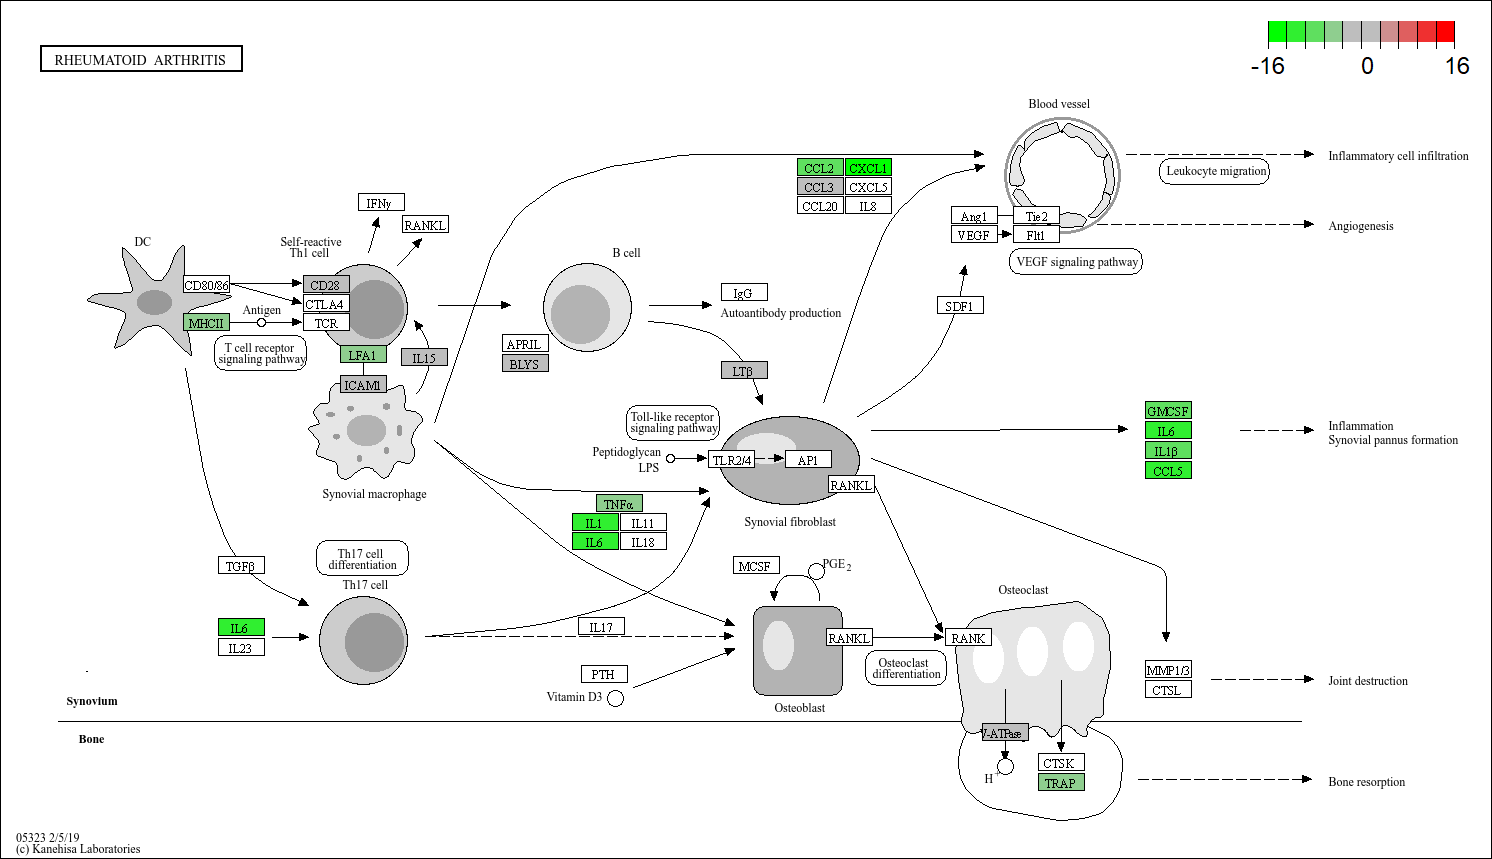 RHEUMATOID ARTHRITIS
-16 0 16
Blood vessel
CCL2 CXCL1
CCL3 CXCL5
CCL20 IL8
Inflammatory cell infiltration
Leukocyte migration
Ang1 Tie2
VEGF Flt1
Angiogenesis
VEGF signaling pathway
IFNγ
RANKL
DC
Self-reactive
Th1 cell
B cell
CD80/86
CD28
CTLA4
Antigen
MHCII
TCR
T cell receptor
signaling pathway
LFA1
IL15
ICAM1
IgG
Autoantibody production
SDF1
APRIL
BLYS
LTβ
Toll-like receptor
signaling pathway
Peptidoglycan
LPS
TLR2/4
AP1
RANKL
Synovial fibroblast
GMCSF
IL6
IL1β
CCL5
Inflammation
Synovial pannus formation
Synovial macrophage
TNFα
IL1 IL11
IL6 IL18
TGFβ
Th17 cell
differentiation
Th17 cell
IL6
IL23
MCSF
PGE2
IL17
PTH
Vitamin D3
RANKL
RANK
Osteoclast
differentiation
Osteoblast
Osteoclast
MMP1/3
CTSL
Joint destruction
Synovium
Bone
V-ATPase
H+
CTSK
TRAP
Bone resorption
05323 2/5/19
(c) Kanehisa Laboratories